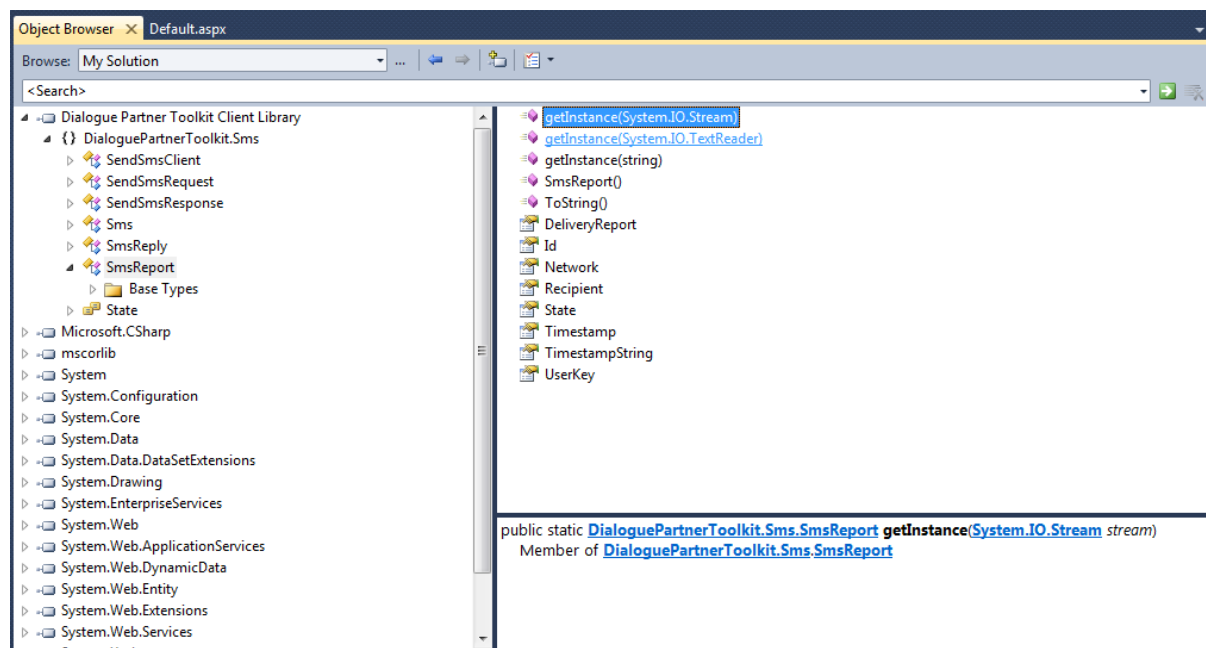 Object Browser Default.aspx
Browse: My Solution ...
<Search>
Dialogue Partner Toolkit Client Library
{} DialoguePartnerToolkit.Sms
SendSmsClient
SendSmsRequest
SendSmsResponse
Sms
SmsReply
SmsReport
Base Types
State
Microsoft.CSharp
mscorlib
System
System.Configuration
System.Core
System.Data
System.Data.DataSetExtensions
System.Drawing
System.EnterpriseServices
System.Web
System.Web.ApplicationServices
System.Web.DynamicData
System.Web.Entity
System.Web.Extensions
System.Web.Services
getInstance(System.IO.Stream)
getInstance(System.IO.TextReader)
getInstance(string)
SmsReport()
ToString()
DeliveryReport
Id
Network
Recipient
State
Timestamp
TimestampString
UserKey
public static DialoguePartnerToolkit.Sms.SmsReport getInstance(System.IO.Stream stream)
Member of DialoguePartnerToolkit.Sms.SmsReport